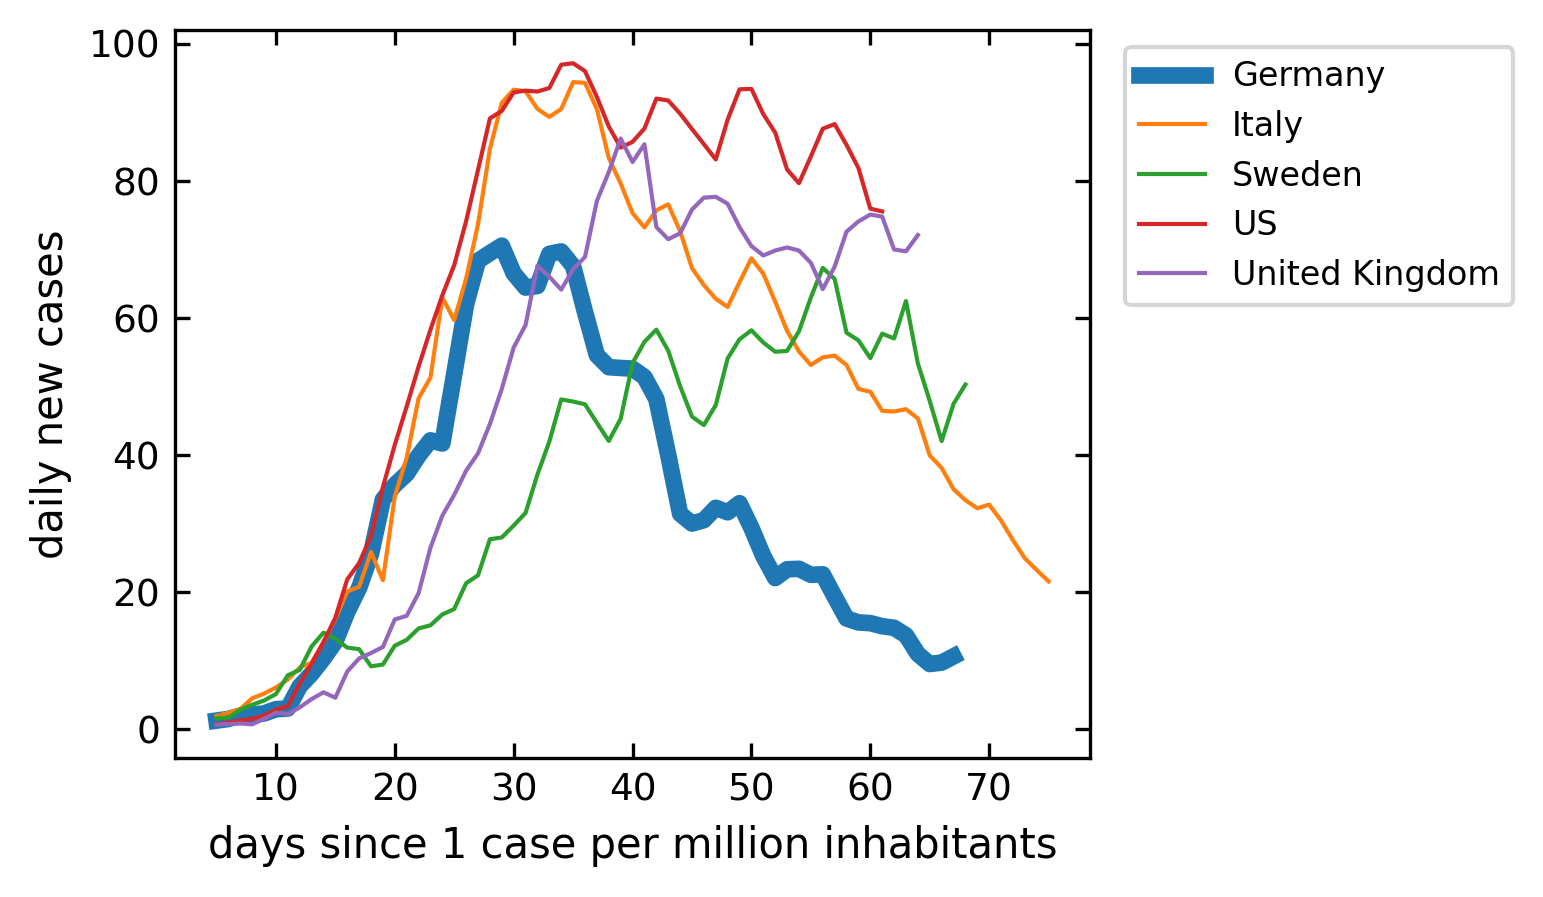 100
80
60
40
20
0
daily new cases
10 20 30 40 50 60 70
days since 1 case per million inhabitants
Germany
Italy
Sweden
US
United Kingdom